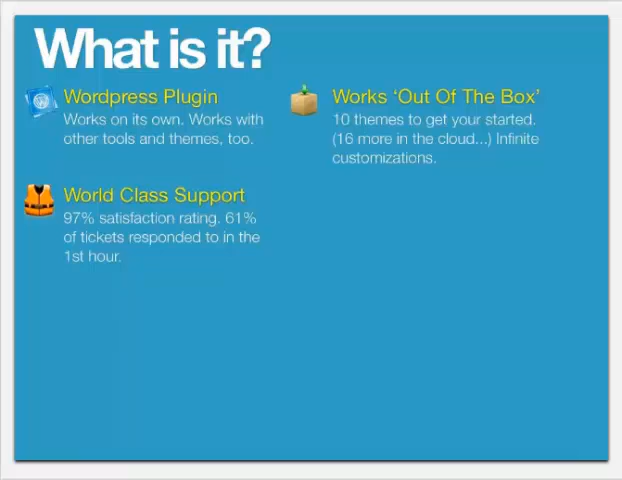 What is it?
Wordpress Plugin
Works on its own. Works with
other tools and themes, too.
Works ‘Out Of The Box’
10 themes to get your started.
(16 more in the cloud...) Infinite
customizations.
World Class Support
97% satisfaction rating. 61%
of tickets responded to in the
1st hour.